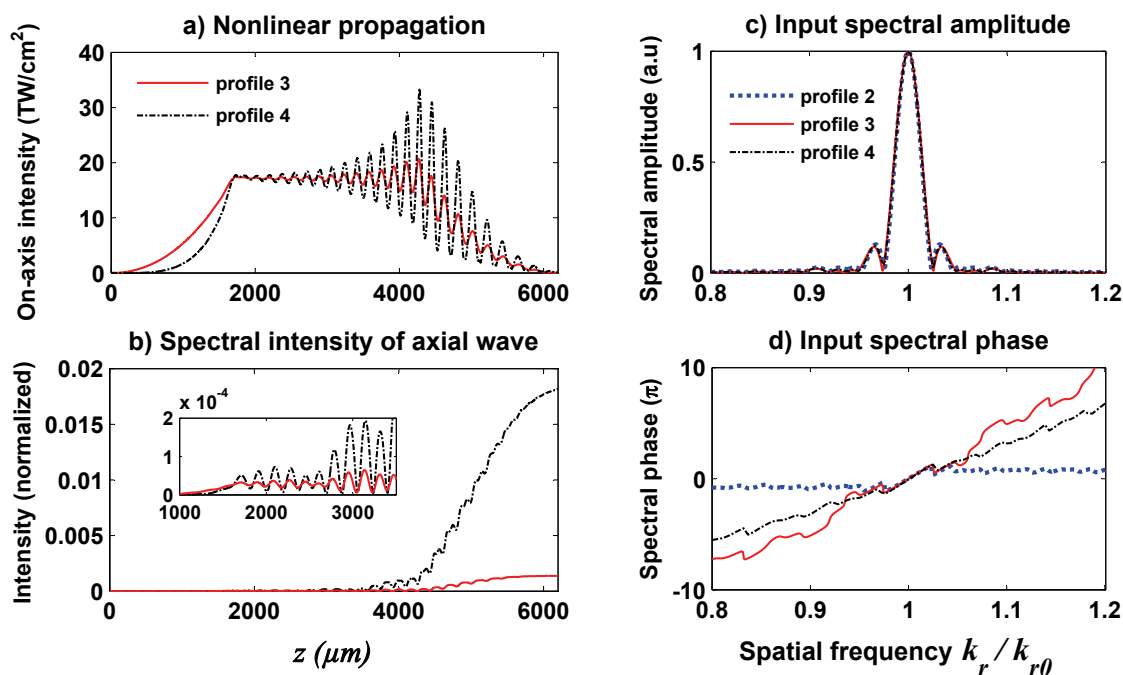 a) Nonlinear propagation
On-axis intensity (TW/cm²)
40
30
20
10
0
profile 3
profile 4
0
2000
4000
6000
b) Spectral intensity of axial wave
Intensity (normalized)
0.02
0.015
0.01
0.005
0
x 10⁻⁴
2
1
0
1000
2000
3000
0
2000
4000
6000
z (μm)
c) Input spectral amplitude
Spectral amplitude (a.u)
1
0.5
0
profile 2
profile 3
profile 4
0.8
0.9
1
1.1
1.2
d) Input spectral phase
Spectral phase (π)
10
0
-10
0.8
0.9
1
1.1
1.2
Spatial frequency k_r / k_r0